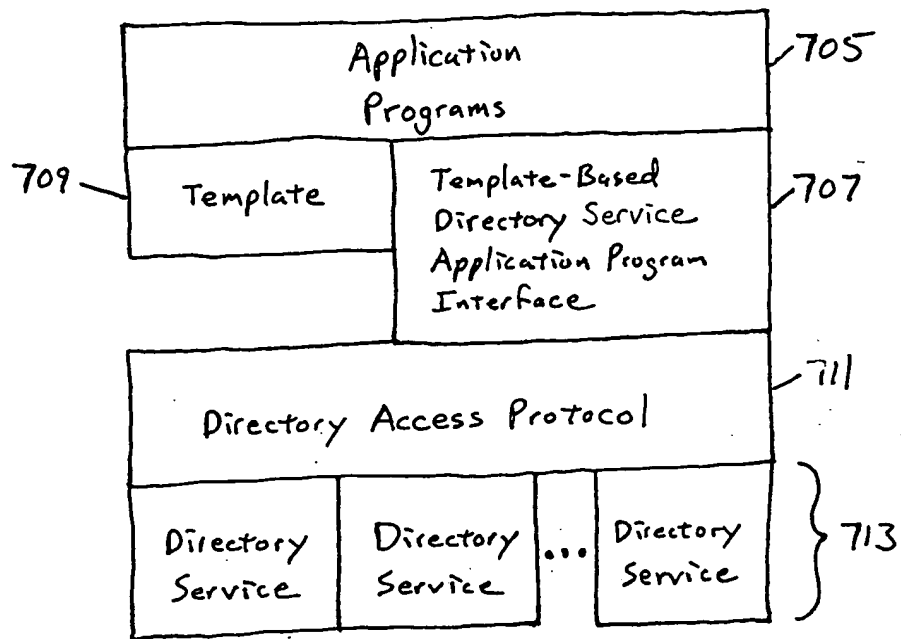 Application
Programs
705
709
Template
Template-Based
Directory Service
Application Program
Interface
707
Directory Access Protocol
711
Directory
Service
Directory
Service
...
Directory
Service
713